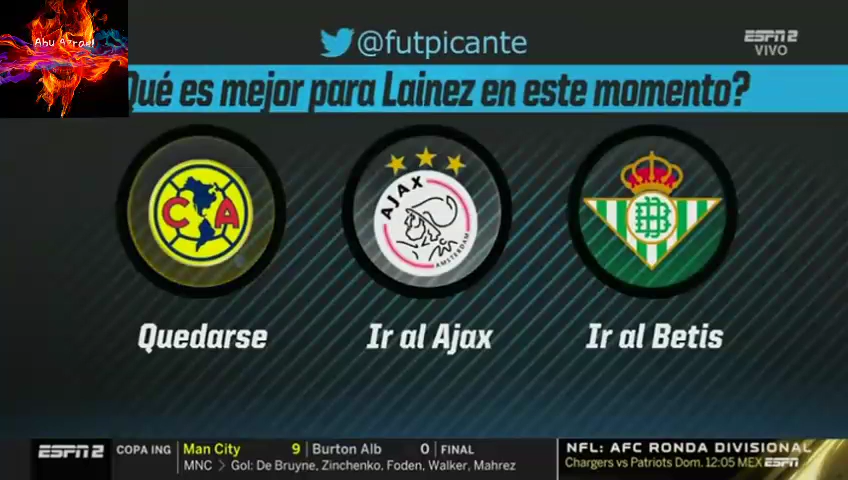 Abu Azrael
@futpicante
ESPN 2
VIVO
Qué es mejor para Lainez en este momento?
CA
AJAX
AMSTERDAM
Quedarse
Ir al Ajax
Ir al Betis
ESPN 2
COPA ING
Man City 9
Burton Alb 0
FINAL
MNC > Gol: De Bruyne, Zinchenko, Foden, Walker, Mahrez
NFL: AFC RONDA DIVISIONAL
Chargers vs Patriots Dom. 12:05 MEX ESPN